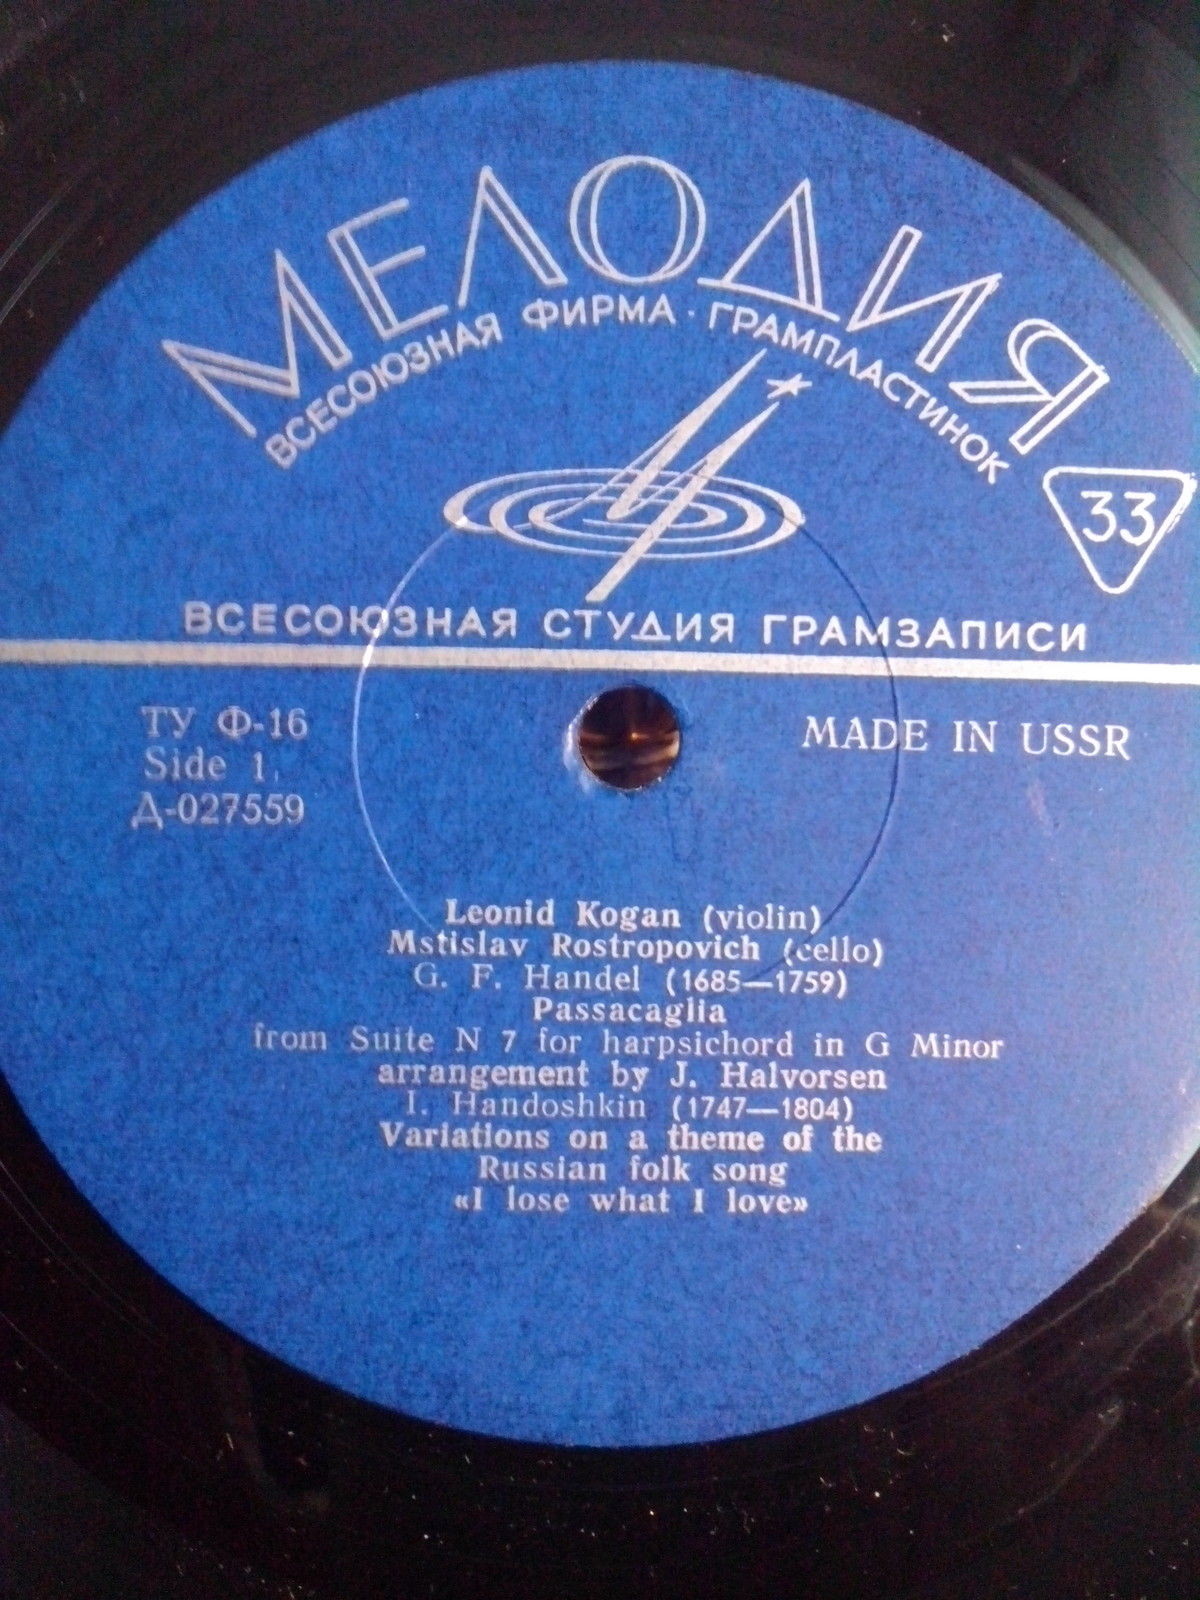 МЕЛОДИЯ
ВСЕСОЮЗНАЯ ФИРМА · ГРАМПЛАСТИНОК
33
ВСЕСОЮЗНАЯ СТУДИЯ ГРАМЗАПИСИ
ТУ Ф-16
Side 1.
Д-027559
MADE IN USSR
Leonid Kogan (violin)
Mstislav Rostropovich (cello)
G. F. Handel (1685—1759)
Passacaglia
from Suite N 7 for harpsichord in G Minor
arrangement by J. Halvorsen
I. Handoshkin (1747—1804)
Variations on a theme of the
Russian folk song
«I lose what I love»